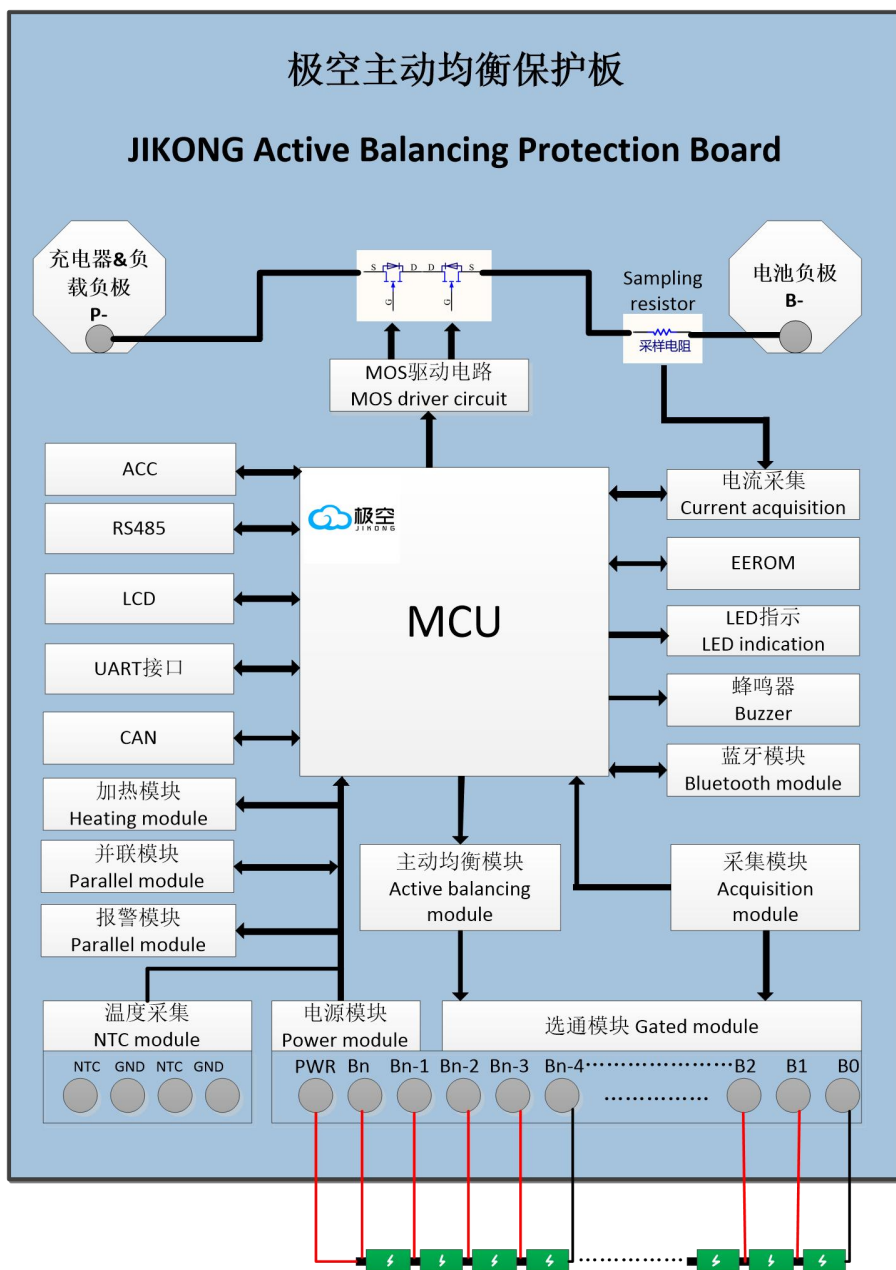 极空主动均衡保护板
JIKONG Active Balancing Protection Board
充电器&负
载负极
P-
S D D S
G G
Sampling
resistor
采样电阻
电池负极
B-
MOS驱动电路
MOS driver circuit
ACC
RS485
LCD
UART接口
CAN
加热模块
Heating module
并联模块
Parallel module
报警模块
Parallel module
极空
JIKONG
MCU
电流采集
Current acquisition
EEROM
LED指示
LED indication
蜂鸣器
Buzzer
蓝牙模块
Bluetooth module
主动均衡模块
Active balancing
module
采集模块
Acquisition
module
温度采集
NTC module
电源模块
Power module
选通模块 Gated module
NTC GND NTC GND
PWR Bn Bn-1 Bn-2 Bn-3 Bn-4 B2 B1 B0